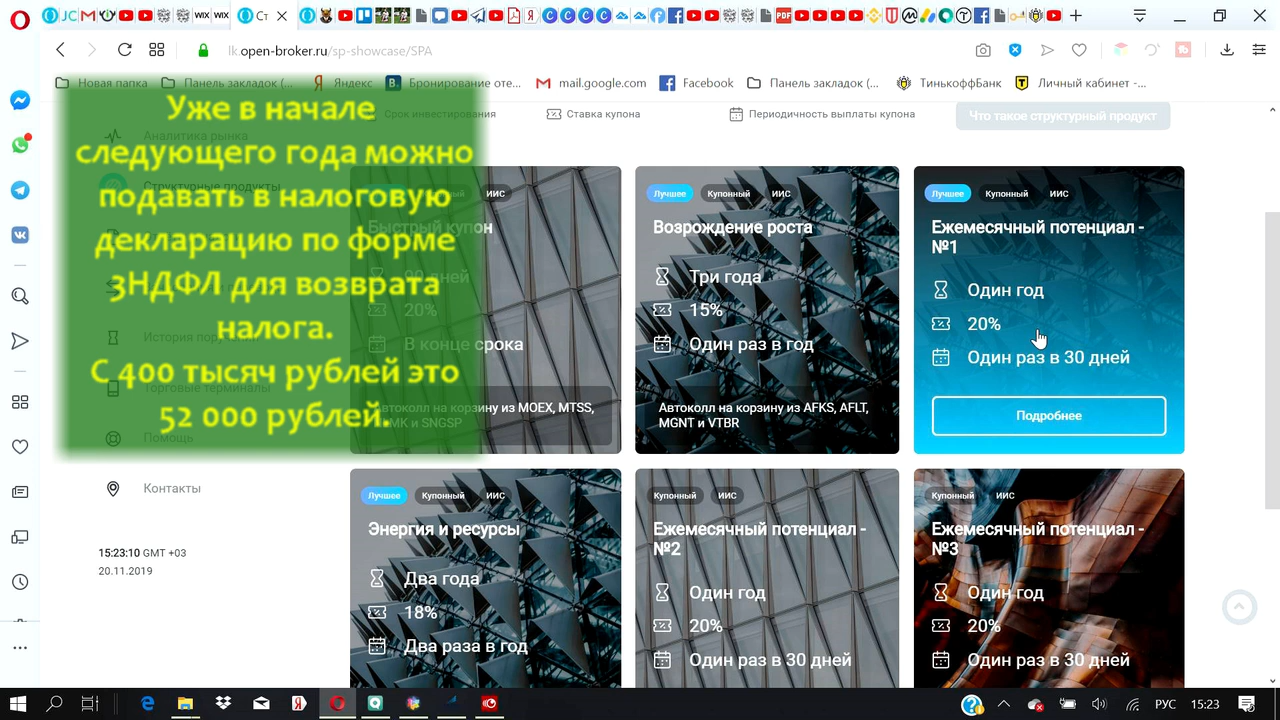 JC
WIX
WIX
Ст
PDF
lk.open-broker.ru/sp-showcase/SPA
Новая папка
Панель закладок (...
Яндекс
Бронирование оте...
mail.google.com
Facebook
Панель закладок (...
ТинькоффБанк
Личный кабинет -...
Срок инвестирования
Ставка купона
Периодичность выплаты купона
Что такое структурный продукт
Уже в начале
следующего года можно
подавать в налоговую
декларацию по форме
3НДФЛ для возврата
налога.
С 400 тысяч рублей это
52 000 рублей.
Аналитика рынка
Структурные продукты
Торговые терминалы
Помощь
Контакты
15:23:10 GMT +03
20.11.2019
ИИС
Быстрый купон
20%
В конце срока
Автоколл на корзину из MOEX, MTSS,
и SNGSP
Лучшее Купонный ИИС
Возрождение роста
Три года
15%
Один раз в год
Автоколл на корзину из AFKS, AFLT,
MGNT и VTBR
Лучшее Купонный ИИС
Ежемесячный потенциал -
№1
Один год
20%
Один раз в 30 дней
Подробнее
Лучшее Купонный ИИС
Энергия и ресурсы
Два года
18%
Два раза в год
Купонный ИИС
Ежемесячный потенциал -
№2
Один год
20%
Один раз в 30 дней
Купонный ИИС
Ежемесячный потенциал -
№3
Один год
20%
Один раз в 30 дней
РУС
15:23